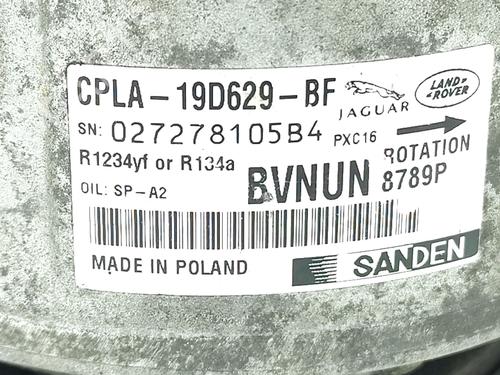 CPLA-19D629-BF
JAGUAR
LAND ROVER
SN: 027278105B4 PXC16
R1234yf or R134a
ROTATION
OIL: SP-A2
BVNUN 8789P
MADE IN POLAND
SANDEN